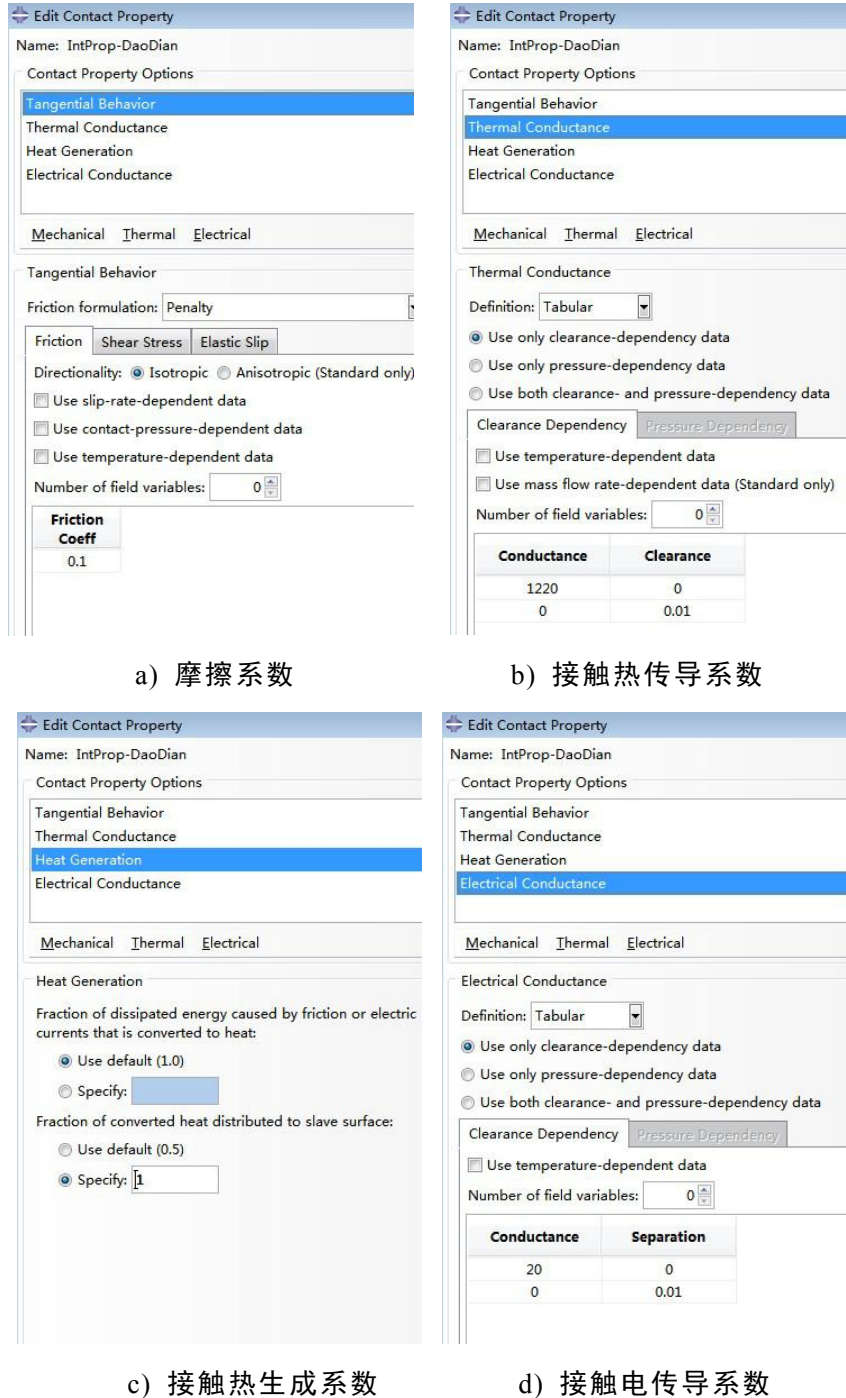 Edit Contact Property
Name: IntProp-DaoDian
Contact Property Options
Tangential Behavior
Thermal Conductance
Heat Generation
Electrical Conductance
Mechanical Thermal Electrical
Tangential Behavior
Friction formulation: Penalty
Friction Shear Stress Elastic Slip
Directionality: Isotropic Anisotropic (Standard only)
Use slip-rate-dependent data
Use contact-pressure-dependent data
Use temperature-dependent data
Number of field variables: 0
Friction
Coeff
0.1
a) 摩擦系数
Edit Contact Property
Name: IntProp-DaoDian
Contact Property Options
Tangential Behavior
Thermal Conductance
Heat Generation
Electrical Conductance
Mechanical Thermal Electrical
Thermal Conductance
Definition: Tabular
Use only clearance-dependency data
Use only pressure-dependency data
Use both clearance- and pressure-dependency data
Clearance Dependency Pressure Dependency
Use temperature-dependent data
Use mass flow rate-dependent data (Standard only)
Number of field variables: 0
Conductance Clearance
1220 0
0 0.01
b) 接触热传导系数
Edit Contact Property
Name: IntProp-DaoDian
Contact Property Options
Tangential Behavior
Thermal Conductance
Heat Generation
Electrical Conductance
Mechanical Thermal Electrical
Heat Generation
Fraction of dissipated energy caused by friction or electric
currents that is converted to heat:
Use default (1.0)
Specify:
Fraction of converted heat distributed to slave surface:
Use default (0.5)
Specify: 1
c) 接触热生成系数
Edit Contact Property
Name: IntProp-DaoDian
Contact Property Options
Tangential Behavior
Thermal Conductance
Heat Generation
Electrical Conductance
Mechanical Thermal Electrical
Electrical Conductance
Definition: Tabular
Use only clearance-dependency data
Use only pressure-dependency data
Use both clearance- and pressure-dependency data
Clearance Dependency Pressure Dependency
Use temperature-dependent data
Number of field variables: 0
Conductance Separation
20 0
0 0.01
d) 接触电传导系数